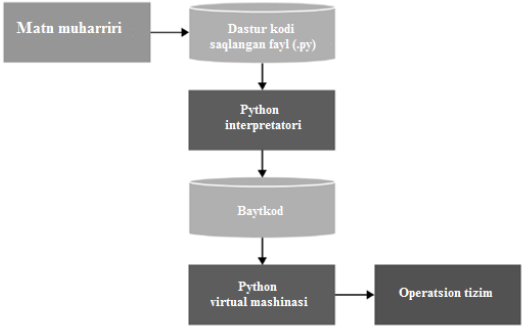 Matn muharriri
Dastur kodi
saqlangan fayl (.py)
Python
interpretatori
Baytkod
Python
virtual mashinasi
Operatsion tizim